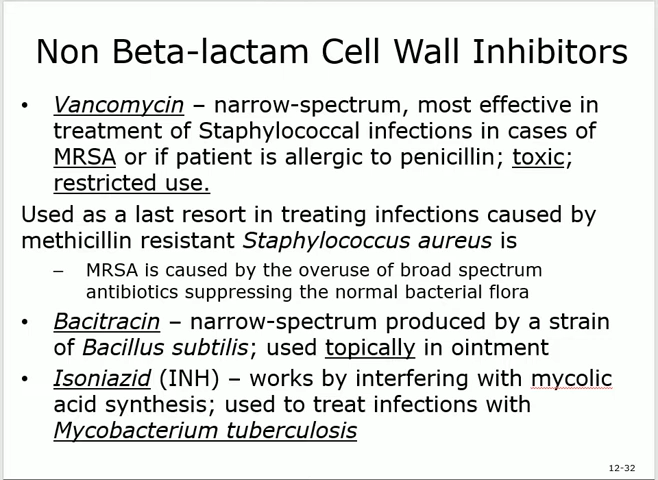 Non Beta-lactam Cell Wall Inhibitors
• Vancomycin – narrow-spectrum, most effective in
treatment of Staphylococcal infections in cases of
MRSA or if patient is allergic to penicillin; toxic;
restricted use.
Used as a last resort in treating infections caused by
methicillin resistant Staphylococcus aureus is
– MRSA is caused by the overuse of broad spectrum
antibiotics suppressing the normal bacterial flora
• Bacitracin – narrow-spectrum produced by a strain
of Bacillus subtilis; used topically in ointment
• Isoniazid (INH) – works by interfering with mycolic
acid synthesis; used to treat infections with
Mycobacterium tuberculosis
12-32